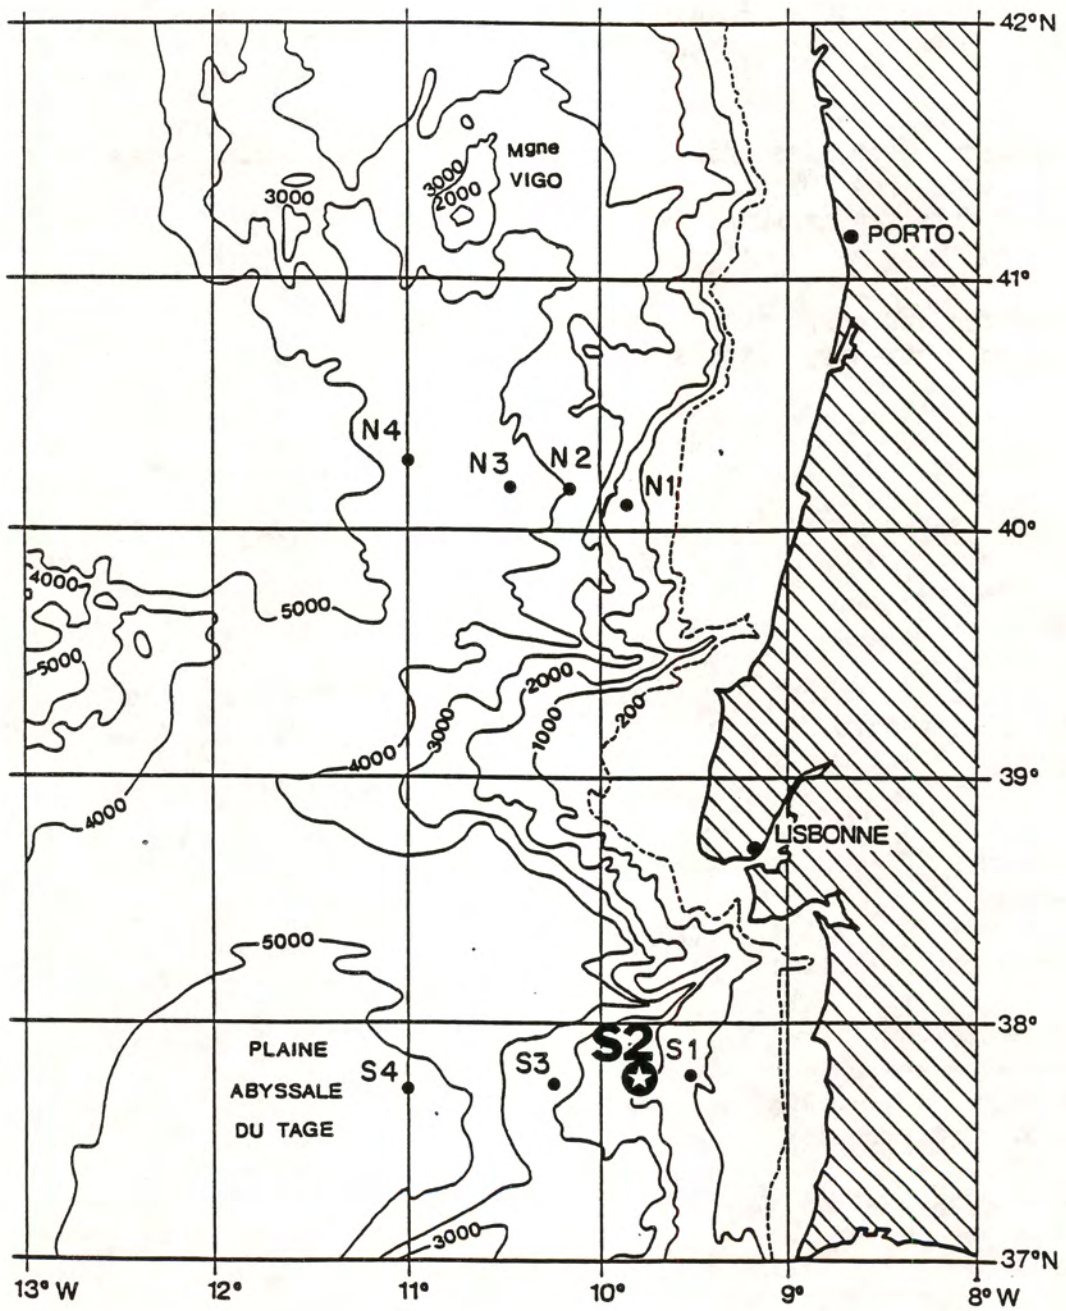 42°N
Mgne
VIGO
3000
2000
3000
PORTO
41°
N4
N3
N2
N1
40°
4000
5000
5000
2000
200
1000
3000
4000
39°
4000
LISBONNE
5000
38°
S2
S1
S3
S4
PLAINE
ABYSSALE
DU TAGE
3000
37°N
13° W
12°
11°
10°
9°
8° W